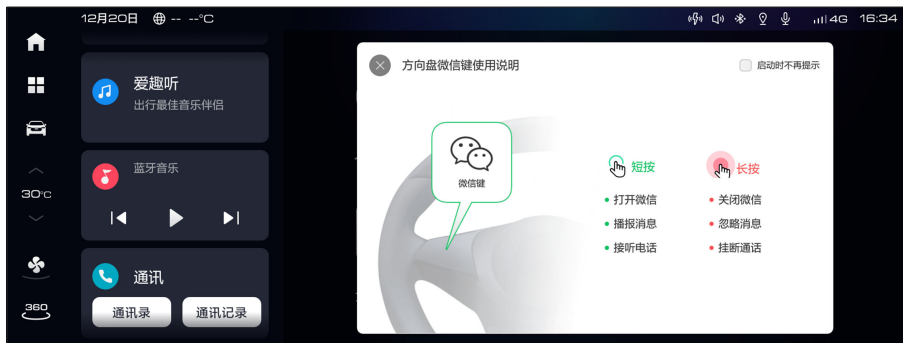 12月20日 -- --°C 4G 16:34
方向盘微信键使用说明 启动时不再提示
爱趣听
出行最佳音乐伴侣
蓝牙音乐
30°C
通讯
通讯录 通讯记录
360
微信键
短按
• 打开微信
• 播报消息
• 接听电话
长按
• 关闭微信
• 忽略消息
• 挂断通话